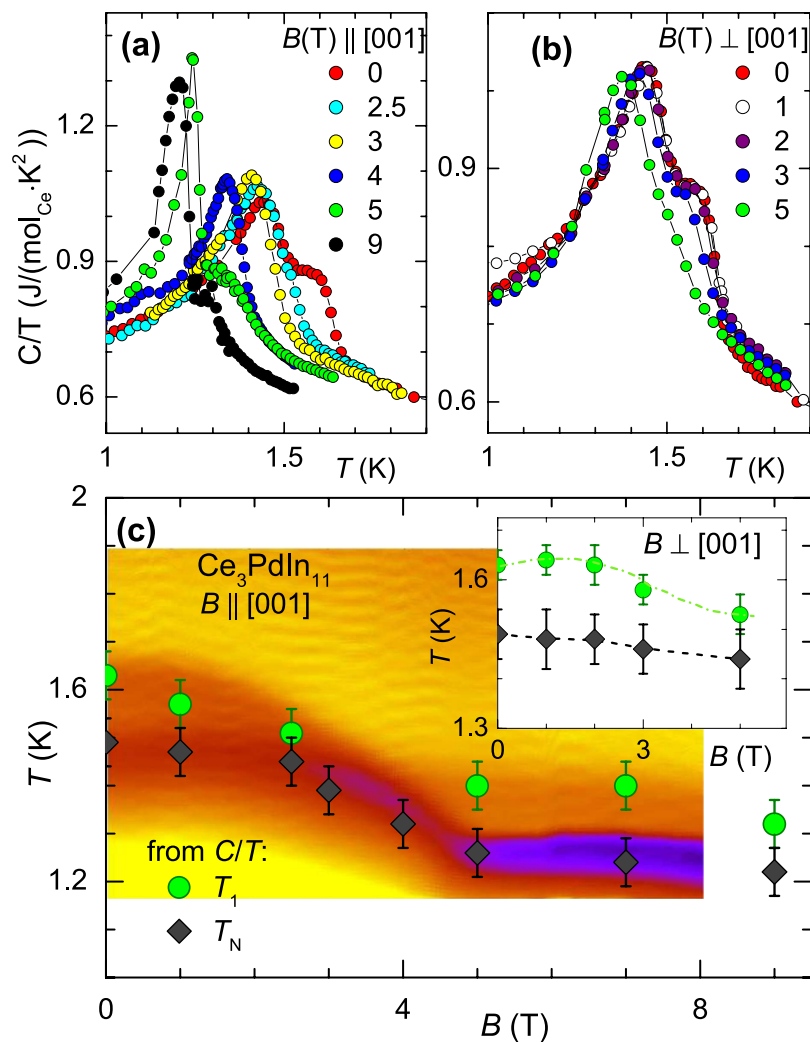 (a)
B(T) || [001]
0
2.5
3
4
5
9
1.2
0.9
0.6
C/T (J/(mol_Ce·K²))
1
1.5
T (K)
(b)
B(T) ⊥ [001]
0
1
2
3
5
0.9
0.6
1
1.5
T (K)
(c)
Ce₃PdIn₁₁
B || [001]
2
1.6
1.2
T (K)
B ⊥ [001]
1.6
1.3
T (K)
0
3
B (T)
from C/T:
T₁
T_N
0
4
8
B (T)